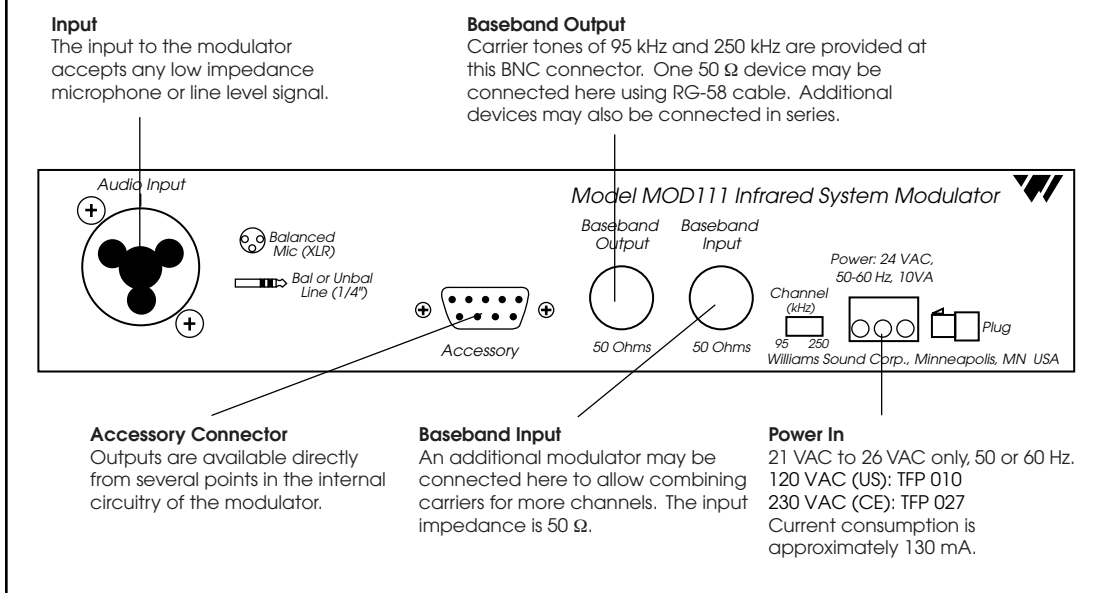 Input
The input to the modulator
accepts any low impedance
microphone or line level signal.
Baseband Output
Carrier tones of 95 kHz and 250 kHz are provided at
this BNC connector. One 50 Ω device may be
connected here using RG-58 cable. Additional
devices may also be connected in series.
Audio Input
Balanced
Mic (XLR)
Bal or Unbal
Line (1/4")
Accessory
Model MOD111 Infrared System Modulator
Baseband
Output
50 Ohms
Baseband
Input
50 Ohms
Channel
(kHz)
95 250
Power: 24 VAC,
50-60 Hz, 10VA
Plug
Williams Sound Corp., Minneapolis, MN USA
Accessory Connector
Outputs are available directly
from several points in the internal
circuitry of the modulator.
Baseband Input
An additional modulator may be
connected here to allow combining
carriers for more channels. The input
impedance is 50 Ω.
Power In
21 VAC to 26 VAC only, 50 or 60 Hz.
120 VAC (US): TFP 010
230 VAC (CE): TFP 027
Current consumption is
approximately 130 mA.